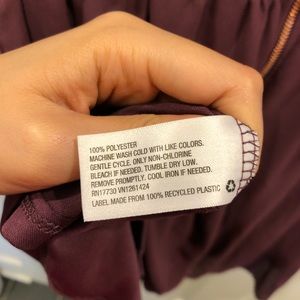 100% POLYESTER
MACHINE WASH COLD WITH LIKE COLORS.
GENTLE CYCLE. ONLY NON-CHLORINE
BLEACH IF NEEDED. TUMBLE DRY LOW.
REMOVE PROMPTLY. COOL IRON IF NEEDED.
RN17730 VN1261424
LABEL MADE FROM 100% RECYCLED PLASTIC